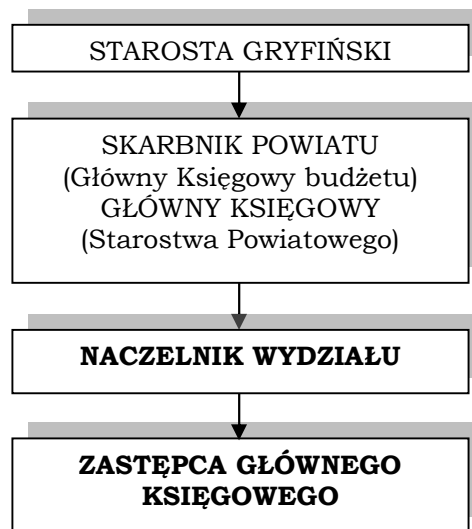 STAROSTA GRYFIŃSKI
SKARBNIK POWIATU
(Główny Księgowy budżetu)
GŁÓWNY KSIĘGOWY
(Starostwa Powiatowego)
NACZELNIK WYDZIAŁU
ZASTĘPCA GŁÓWNEGO
KSIĘGOWEGO